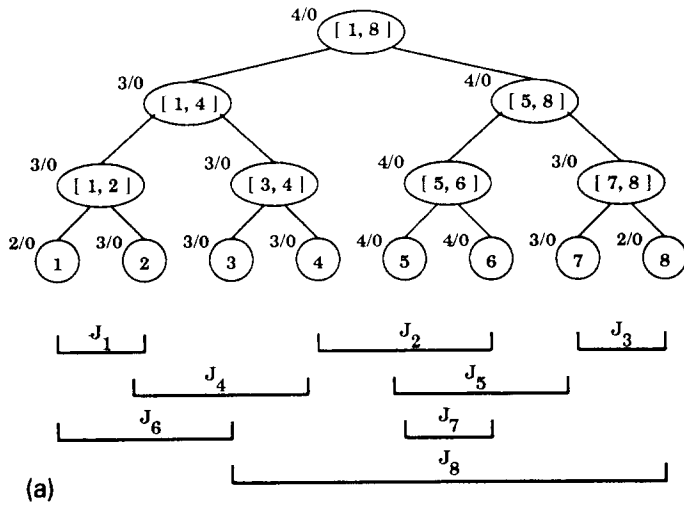 4/0 [ 1, 8 ]
3/0 [ 1, 4 ] 4/0 [ 5, 8 ]
3/0 [ 1, 2 ] 3/0 [ 3, 4 ] 4/0 [ 5, 6 ] 3/0 [ 7, 8 ]
2/0 1 3/0 2 3/0 3 3/0 4 4/0 5 4/0 6 3/0 7 2/0 8
J1 J2 J3
J4 J5
J6 J7
J8
(a)